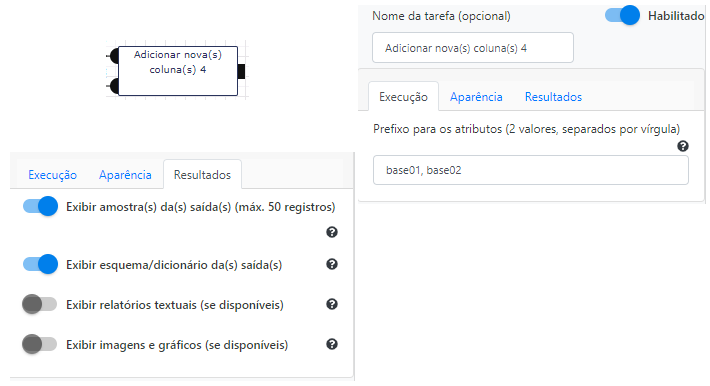 Adicionar nova(s)
coluna(s) 4
Nome da tarefa (opcional)
Habilitado
Adicionar nova(s) coluna(s) 4
Execução Aparência Resultados
Prefixo para os atributos (2 valores, separados por vírgula)
?
base01, base02
Execução Aparência Resultados
Exibir amostra(s) da(s) saída(s) (máx. 50 registros)
?
Exibir esquema/dicionário da(s) saída(s) ?
Exibir relatórios textuais (se disponíveis) ?
Exibir imagens e gráficos (se disponíveis) ?